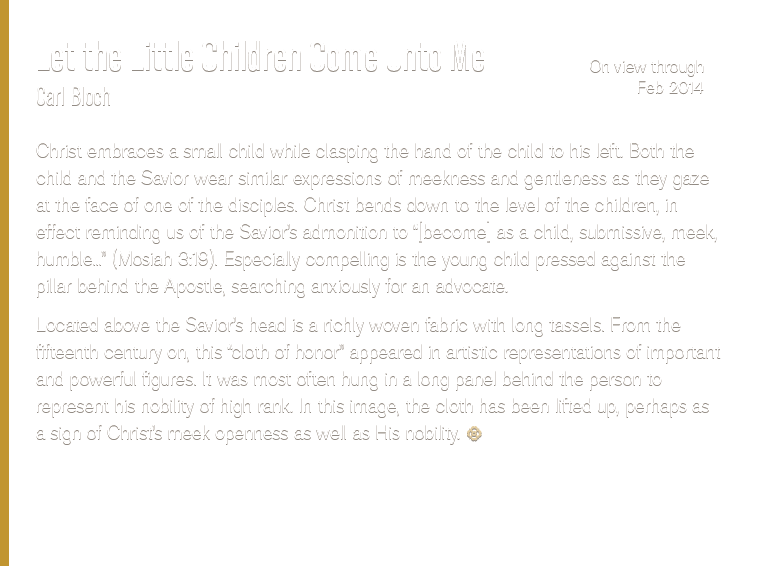 Let the Little Children Come Unto Me
On view through
Feb 2014
Carl Bloch
Christ embraces a small child while clasping the hand of the child to his left. Both the
child and the Savior wear similar expressions of meekness and gentleness as they gaze
at the face of one of the disciples. Christ bends down to the level of the children, in
effect reminding us of the Savior's admonition to “[become] as a child, submissive, meek,
humble…” (Mosiah 3:19). Especially compelling is the young child pressed against the
pillar behind the Apostle, searching anxiously for an advocate.
Located above the Savior's head is a richly woven fabric with long tassels. From the
fifteenth century on, this “cloth of honor” appeared in artistic representations of important
and powerful figures. It was most often hung in a long panel behind the person to
represent his nobility of high rank. In this image, the cloth has been lifted up, perhaps as
a sign of Christ's meek openness as well as His nobility.